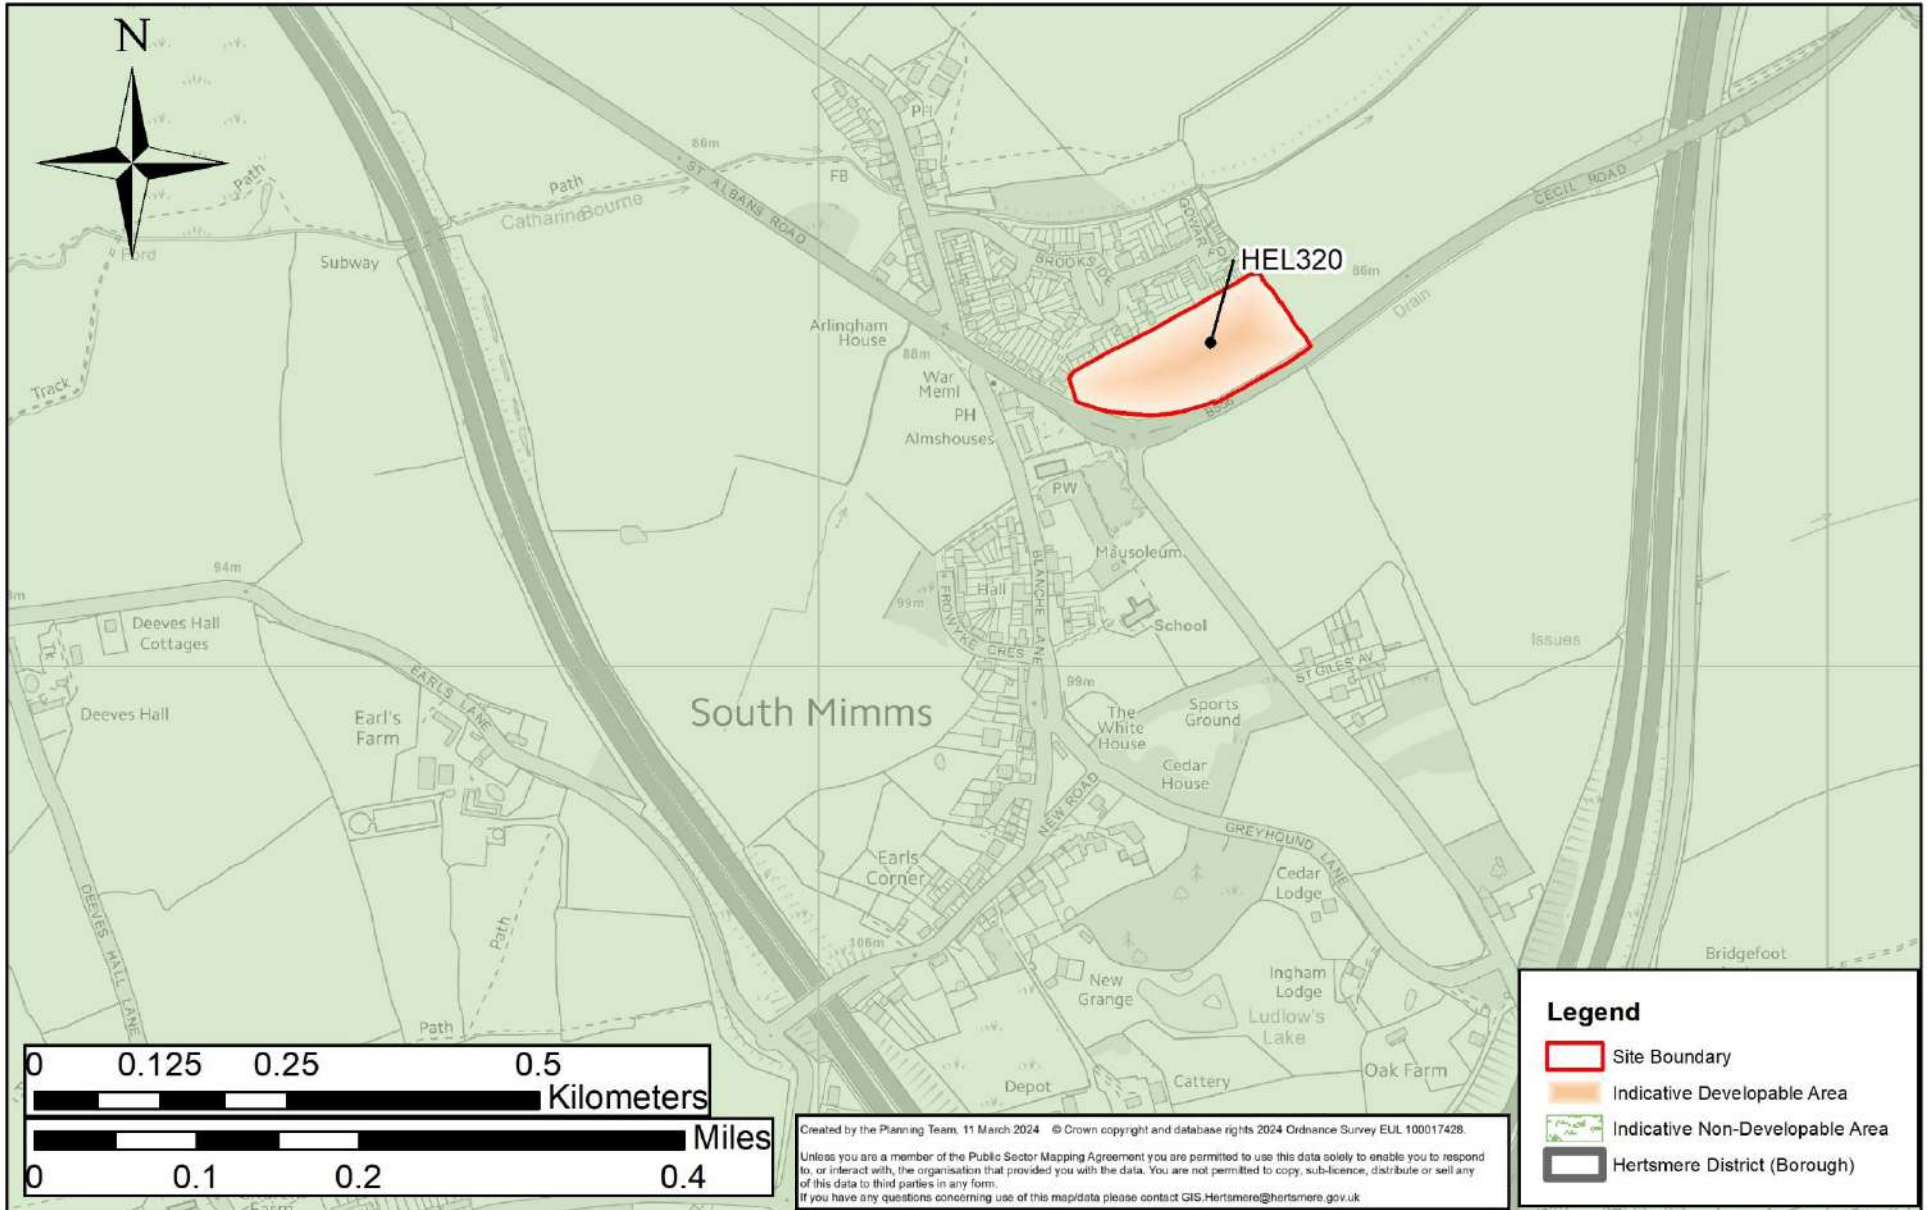 N
PH
86m
ST ALBANS ROAD
FB
Path
Path
CatharineBourne
Ford
Subway
GOWAR FD
BROOKSIDE
HEL320
86m
CECIL ROAD
Drain
B556
Arlingham
House
88m
War
Meml
PH
Almshouses
Track
PW
Mausoleum
94m
Hall
99m
FROWYKE CRES
BLANCHE LANE
School
Deeves Hall
Cottages
Tk
Issues
ST GILES' AV
EARLS LANE
South Mimms
99m
The
White
House
Sports
Ground
Deeves Hall
Earl's
Farm
Cedar
House
NEW ROAD
GREYHOUND LANE
Earls
Corner
Cedar
Lodge
DEEVES HALL LANE
Path
106m
Bridgefoot
New
Grange
Ingham
Lodge
Ludlow's
Lake
Path
Depot
Cattery
Oak Farm
0 0.125 0.25 0.5
Kilometers
Miles
0 0.1 0.2 0.4
Farm
Created by the Planning Team, 11 March 2024 © Crown copyright and database rights 2024 Ordnance Survey EUL 100017428.
Unless you are a member of the Public Sector Mapping Agreement you are permitted to use this data solely to enable you to respond
to, or interact with, the organisation that provided you with the data. You are not permitted to copy, sub-licence, distribute or sell any
of this data to third parties in any form.
If you have any questions concerning use of this map/data please contact GIS.Hertsmere@hertsmere.gov.uk
Legend
Site Boundary
Indicative Developable Area
Indicative Non-Developable Area
Hertsmere District (Borough)